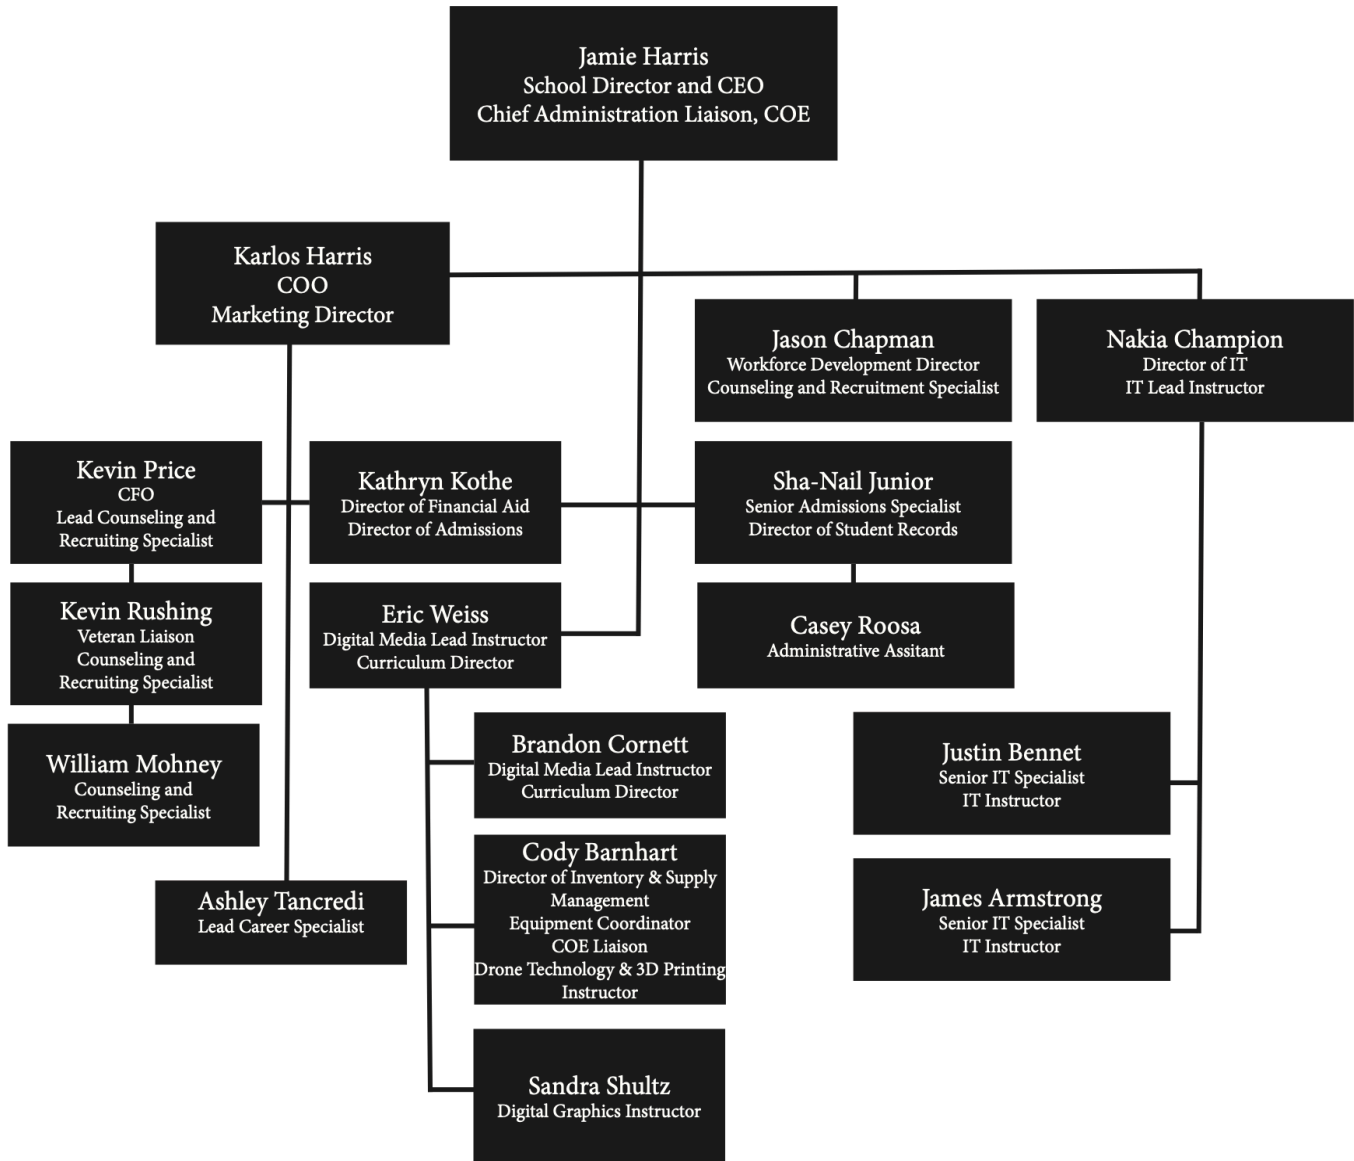 Jamie Harris
School Director and CEO
Chief Administration Liaison, COE
Karlos Harris
COO
Marketing Director
Jason Chapman
Workforce Development Director
Counseling and Recruitment Specialist
Nakia Champion
Director of IT
IT Lead Instructor
Kevin Price
CFO
Lead Counseling and
Recruiting Specialist
Kathryn Kothe
Director of Financial Aid
Director of Admissions
Sha-Nail Junior
Senior Admissions Specialist
Director of Student Records
Kevin Rushing
Veteran Liaison
Counseling and
Recruiting Specialist
Eric Weiss
Digital Media Lead Instructor
Curriculum Director
Casey Roosa
Administrative Assitant
William Mohney
Counseling and
Recruiting Specialist
Brandon Cornett
Digital Media Lead Instructor
Curriculum Director
Justin Bennet
Senior IT Specialist
IT Instructor
Cody Barnhart
Director of Inventory & Supply
Management
Equipment Coordinator
COE Liaison
Drone Technology & 3D Printing
Instructor
James Armstrong
Senior IT Specialist
IT Instructor
Ashley Tancredi
Lead Career Specialist
Sandra Shultz
Digital Graphics Instructor